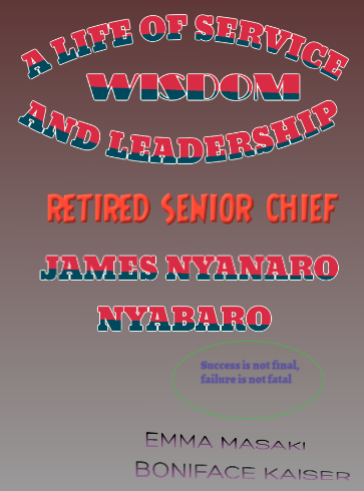 A LIFE OF SERVICE
WISDOM
AND LEADERSHIP
RETIRED SENIOR CHIEF
JAMES NYANARO
NYABARO
Success is not final,
failure is not fatal
EMMA MASAKI
BONIFACE KAISER